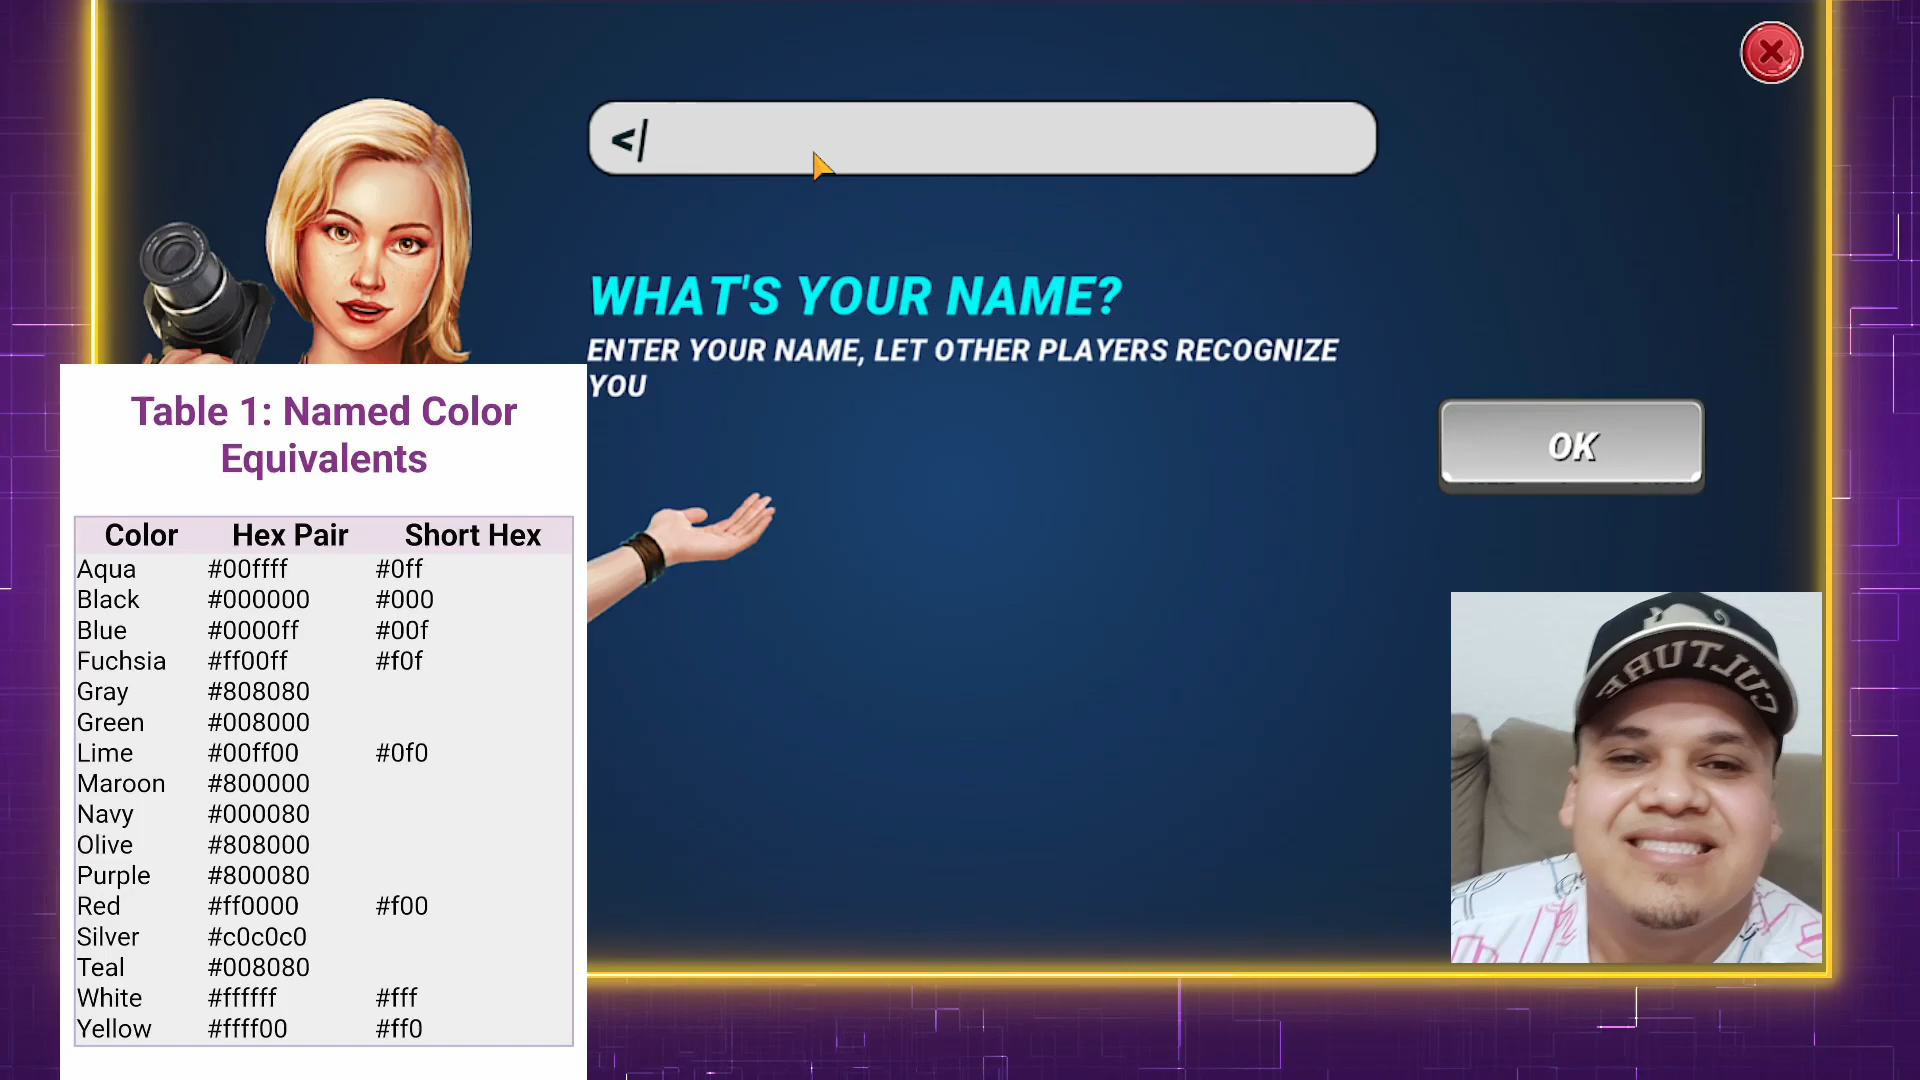 <
WHAT'S YOUR NAME?
ENTER YOUR NAME, LET OTHER PLAYERS RECOGNIZE
YOU
OK
Table 1: Named Color
Equivalents
Color Hex Pair Short Hex
Aqua #00ffff #0ff
Black #000000 #000
Blue #0000ff #00f
Fuchsia #ff00ff #f0f
Gray #808080
Green #008000
Lime #00ff00 #0f0
Maroon #800000
Navy #000080
Olive #808000
Purple #800080
Red #ff0000 #f00
Silver #c0c0c0
Teal #008080
White #ffffff #fff
Yellow #ffff00 #ff0
CULTURE